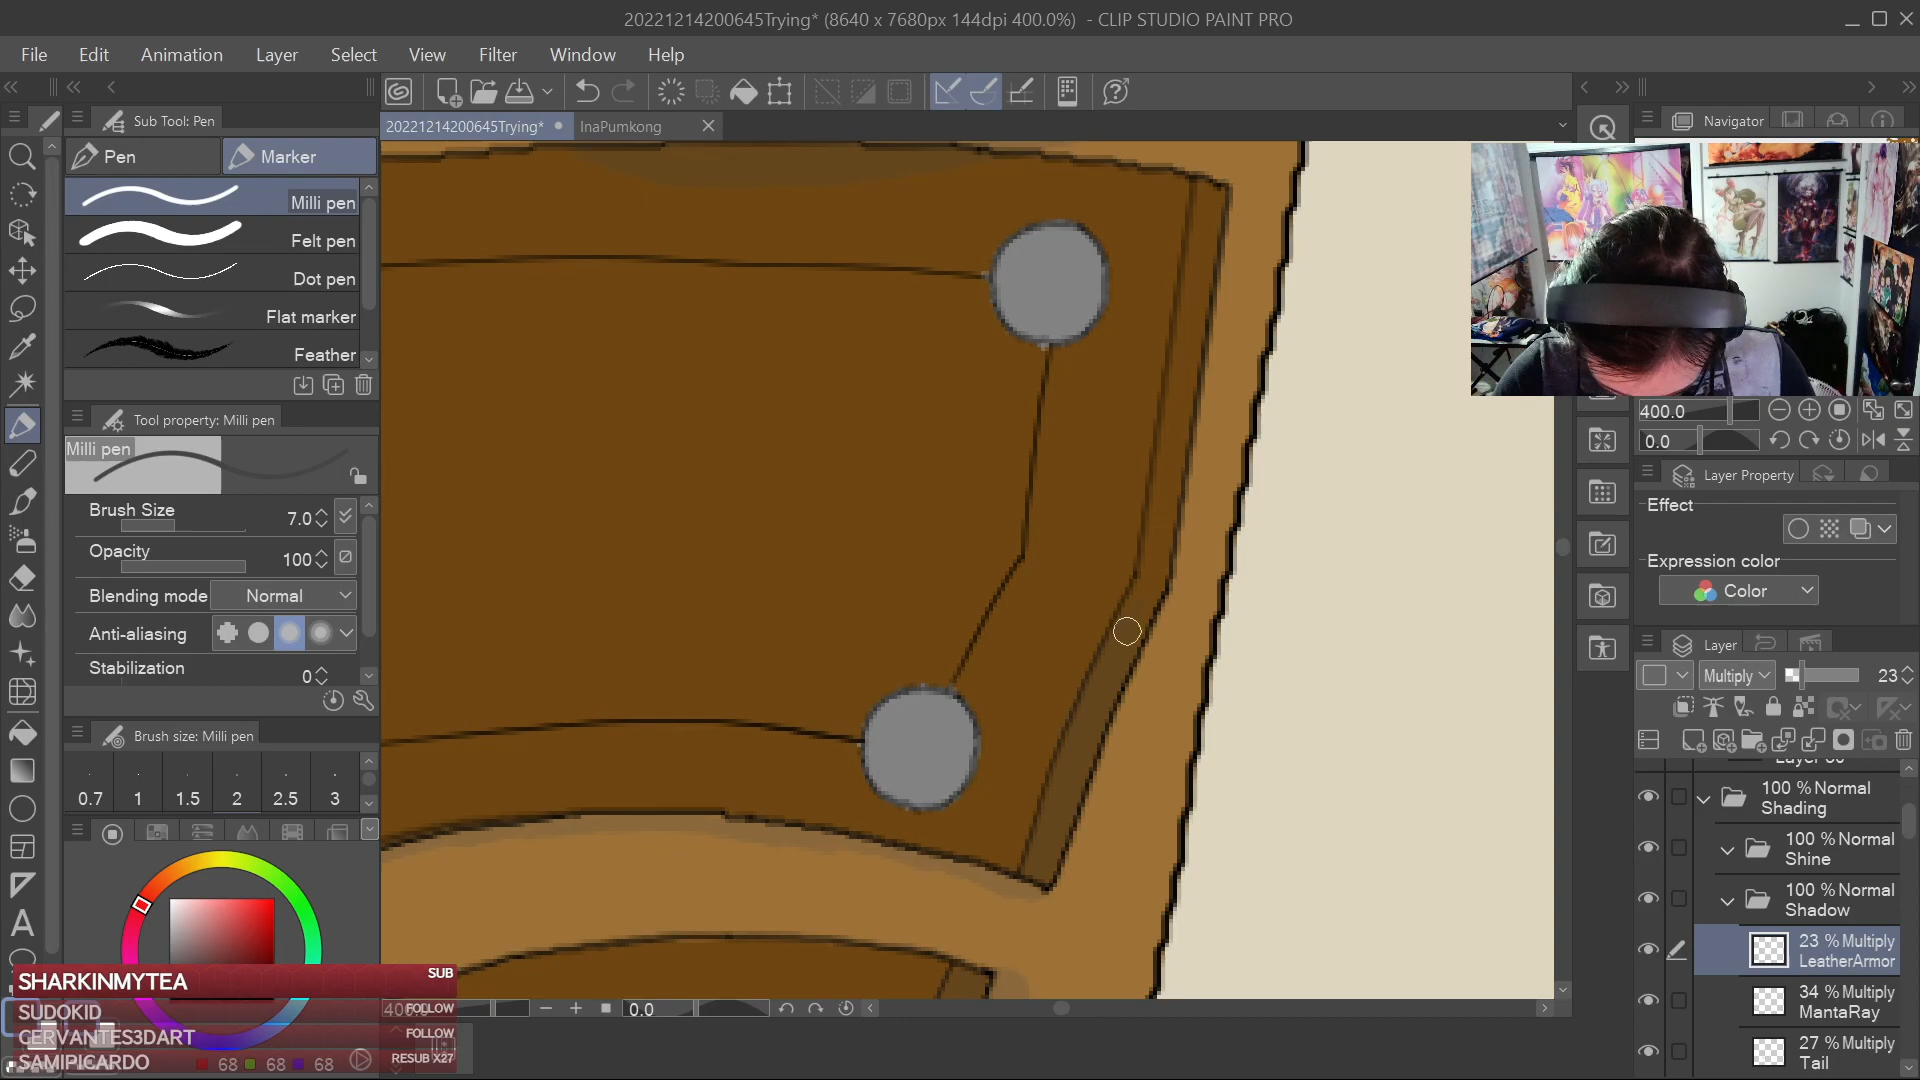 20221214200645Trying* (8640 x 7680px 144dpi 400.0%) - CLIP STUDIO PAINT PRO
File Edit Animation Layer Select View Filter Window Help
Sub Tool: Pen
20221214200645Trying* InaPumkong
Navigator
Pen Marker
Milli pen
Felt pen
Dot pen
Flat marker
Feather
Tool property: Milli pen
Milli pen
Brush Size 7.0
Opacity 100
Blending mode Normal
Anti-aliasing
Stabilization 0
Brush size: Milli pen
0.7 1 1.5 2 2.5 3
400.0
0.0
Layer Property
Effect
Expression color
Color
Layer
Multiply 23
100 % Normal
Shading
100 % Normal
Shine
100 % Normal
Shadow
23 % Multiply
LeatherArmor
34 % Multiply
MantaRay
27 % Multiply
Tail
SHARKINMYTEA SUB
SUDOKID FOLLOW
CERVANTES3DART FOLLOW
SAMIPICARDO RESUB X27
68 68 68
0.0